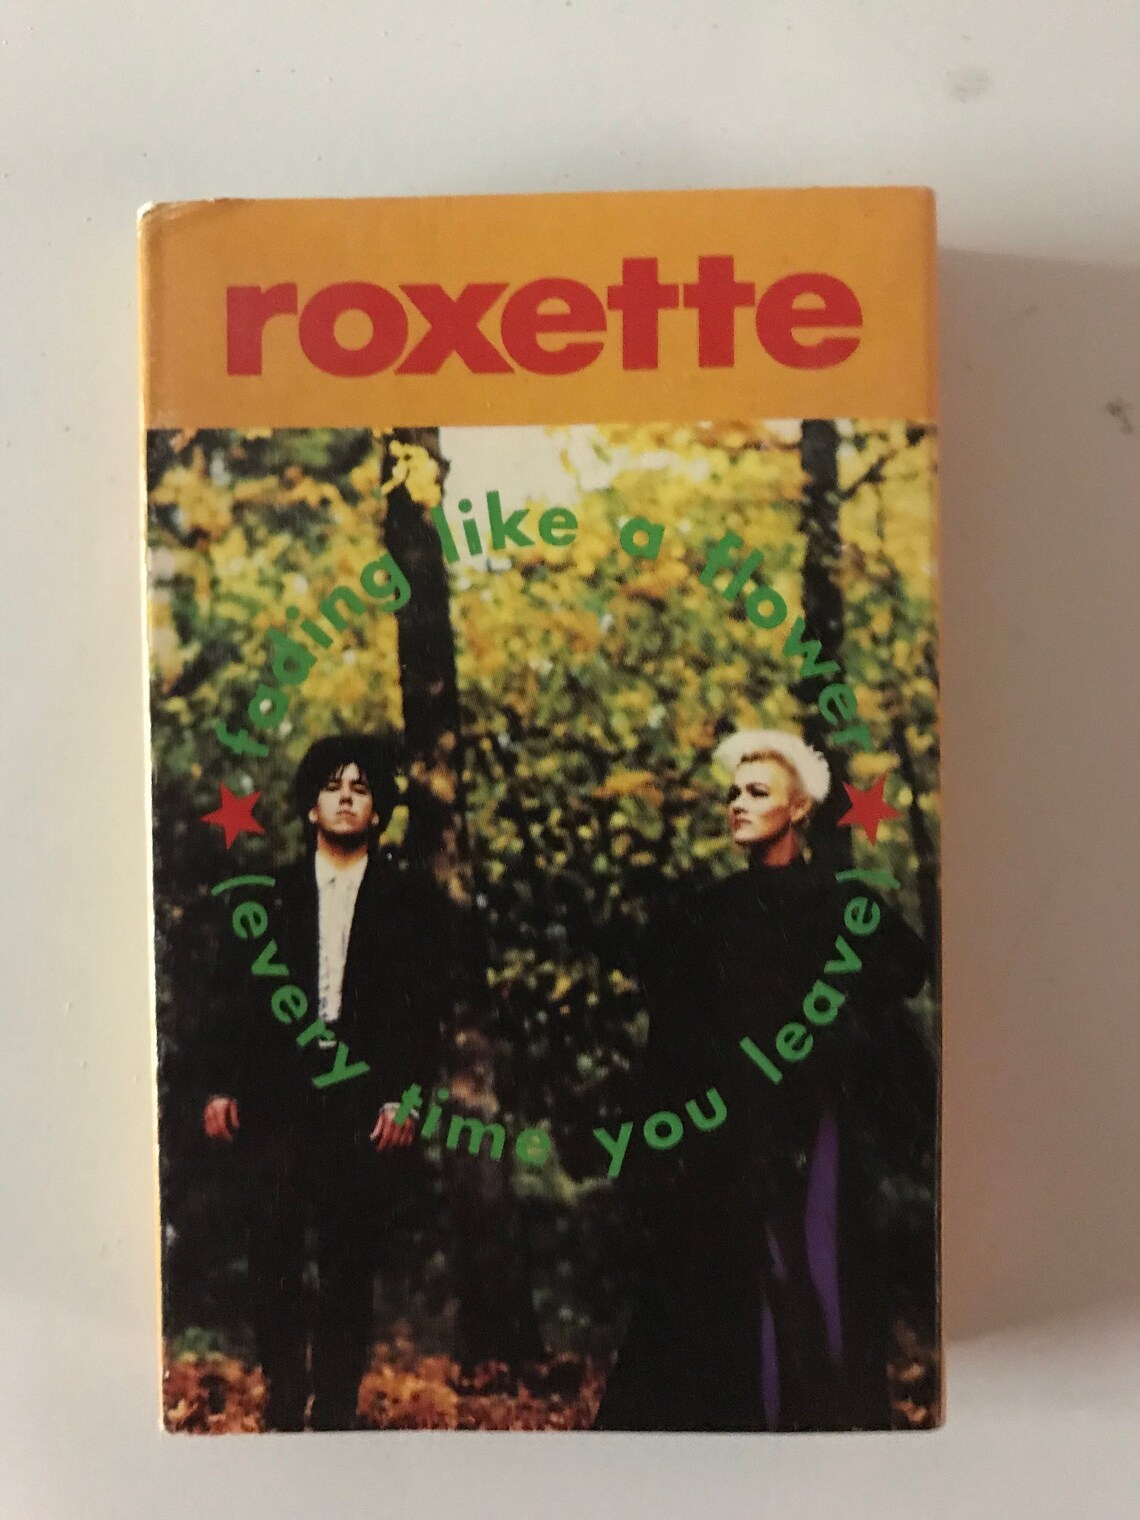 roxette
fading like a flower
(every time you leave)